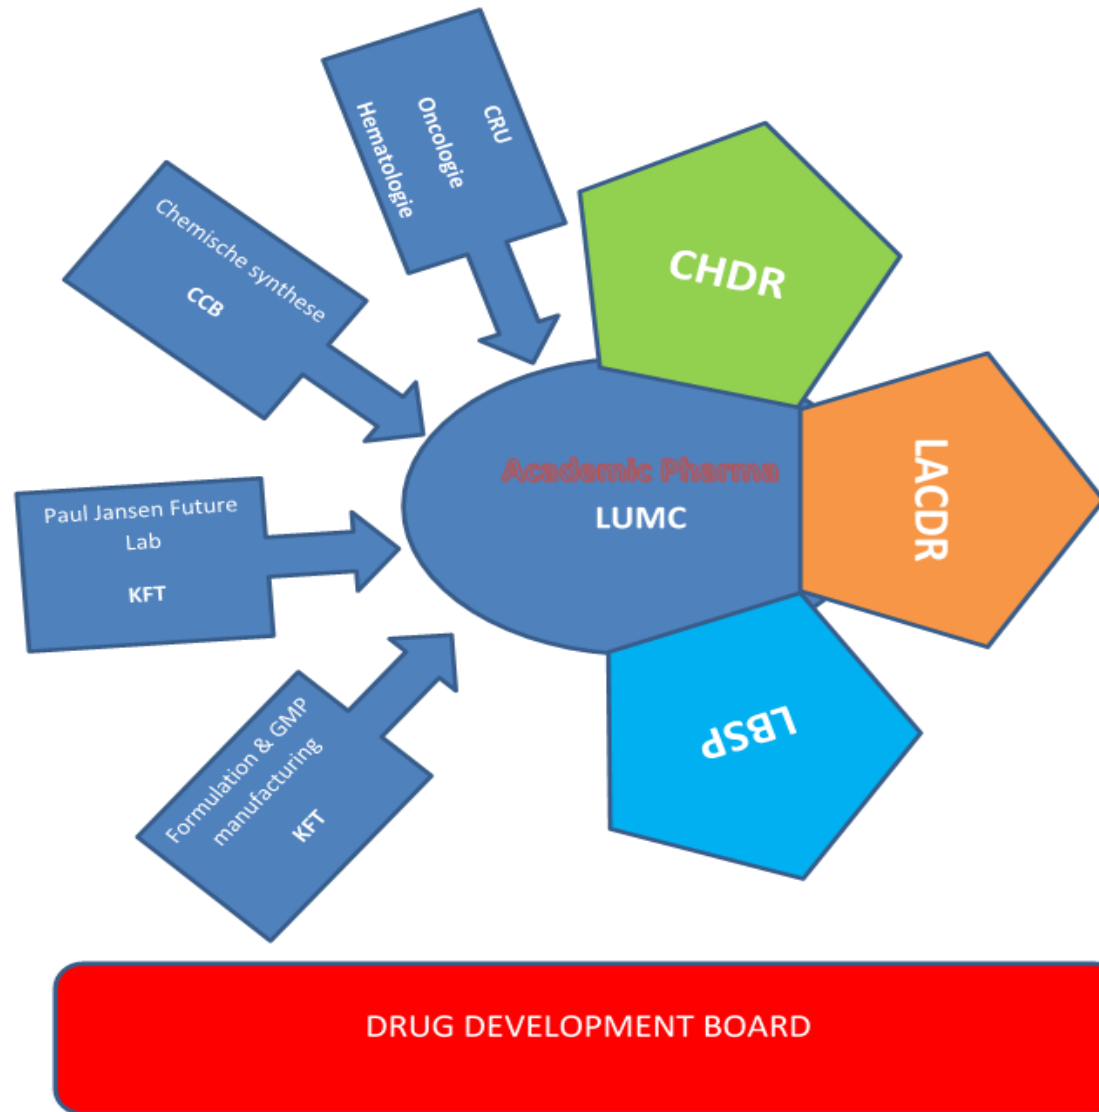 CRU
Oncologie
Hematologie
Chemische synthese
CCB
Paul Jansen Future
Lab
KFT
Formulation & GMP
manufacturing
KFT
Academic Pharma
LUMC
CHDR
LACDR
LBSP
DRUG DEVELOPMENT BOARD